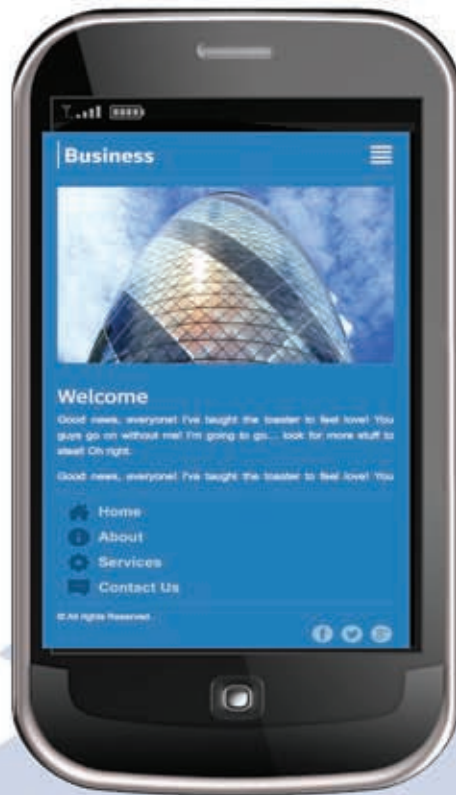 Business
Welcome
Good news, everyone! I've taught the toaster to feel love! You
guys go on without me! I'm going to go... look for more stuff to
steal! Oh right.
Good news, everyone! I've taught the toaster to feel love! You
Home
About
Services
Contact Us
© All rights Reserved